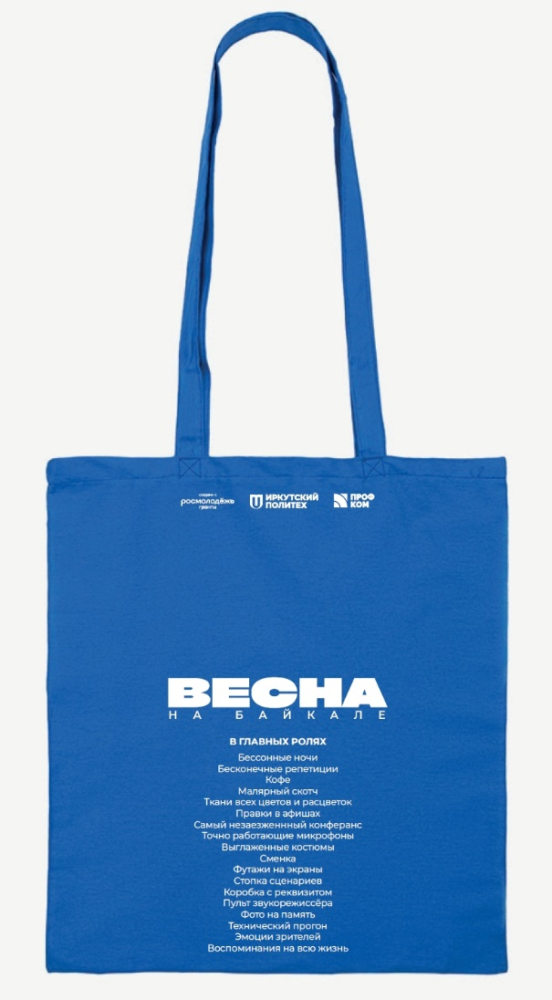 создано с
росмолодёжь
гранты
ИРКУТСКИЙ
ПОЛИТЕХ
ПРОФ
КОМ
ВЕСНА
НА БАЙКАЛЕ
В ГЛАВНЫХ РОЛЯХ
Бессонные ночи
Бесконечные репетиции
Кофе
Малярный скотч
Ткани всех цветов и расцветок
Правки в афишах
Самый незаезженнный конферанс
Точно работающие микрофоны
Выглаженные костюмы
Сменка
Футажи на экраны
Стопка сценариев
Коробка с реквизитом
Пульт звукорежиссёра
Фото на память
Технический прогон
Эмоции зрителей
Воспоминания на всю жизнь